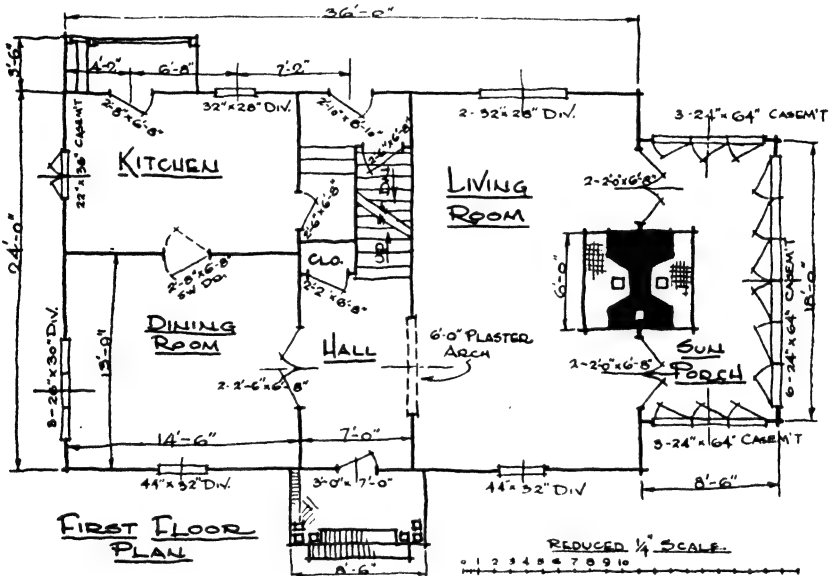 36'-0"
3'-6"
4'-2"
6'-8"
7'-2"
2'-8"x6'-8"
32"x28" DIV.
2'-10"x6'-10"
2-32"x28" DIV.
3-24"x64" CASEM'T
22"x36" CASEM'T
KITCHEN
2'-6"x6'-8"
2'-6"x6'-8"
DN.
UP
LIVING
ROOM
2-2'0"x6'-8"
24'-0"
CLO.
2'-8"x6'-8"
SW DO.
2'-2"x6'-8"
6'-0"
18'-0"
6-24"x64" CASEM'T
DINING
ROOM
13'-0"
HALL
6'-0" PLASTER
ARCH
SUN
PORCH
2-2'0"x6'-8"
2-2'-6"x6'-8"
3-24"x64" CASEM'T
14'-6"
7'-0"
44"x32" DIV.
3'-0"x7'-0"
44"x32" DIV
8'-6"
FIRST FLOOR
PLAN
8'-6"
REDUCED 1/4" SCALE.
0 1 2 3 4 5 6 7 8 9 10